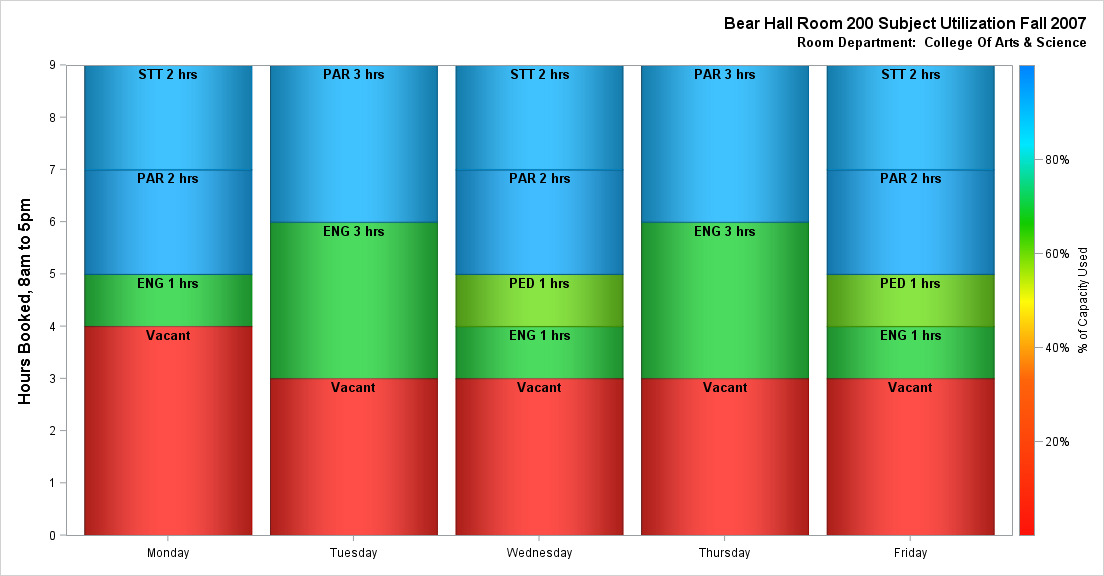 Bear Hall Room 200 Subject Utilization Fall 2007
Room Department:  College Of Arts & Science
Hours Booked, 8am to 5pm
9
8
7
6
5
4
3
2
1
0
STT 2 hrs
PAR 2 hrs
ENG 1 hrs
Vacant
PAR 3 hrs
ENG 3 hrs
Vacant
STT 2 hrs
PAR 2 hrs
PED 1 hrs
ENG 1 hrs
Vacant
PAR 3 hrs
ENG 3 hrs
Vacant
STT 2 hrs
PAR 2 hrs
PED 1 hrs
ENG 1 hrs
Vacant
Monday
Tuesday
Wednesday
Thursday
Friday
80%
60%
40%
20%
% of Capacity Used